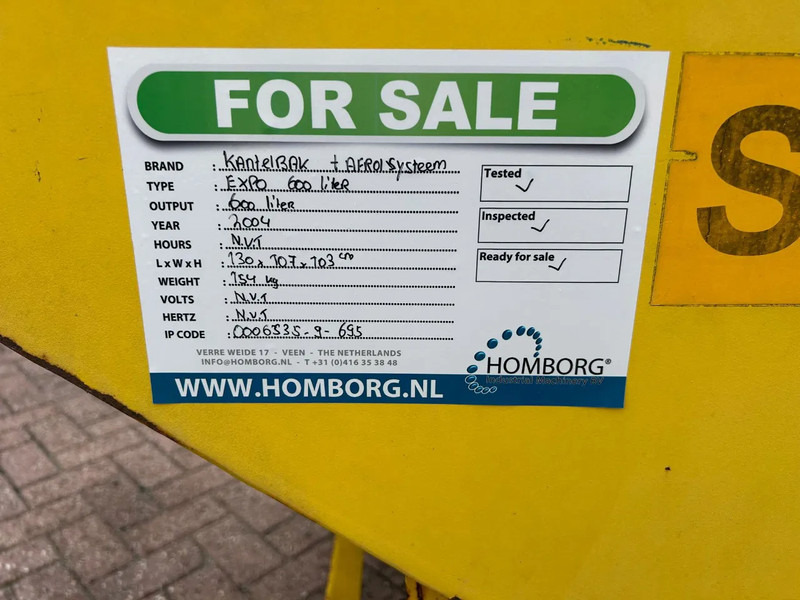 FOR SALE
BRAND : KANTELBAK + AFROLSYSTEEM
TYPE : EXPO 600 liter
OUTPUT : 600 liter
YEAR : 2004
HOURS : N.V.T
L x W x H : 130 x 107 x 103 cm
WEIGHT : 154 kg
VOLTS : N.V.T
HERTZ : N.V.T
IP CODE : 0006335-9-695
Tested ✓
Inspected ✓
Ready for sale ✓
VERRE WEIDE 17 - VEEN - THE NETHERLANDS
INFO@HOMBORG.NL - T +31 (0)416 35 38 48
WWW.HOMBORG.NL
HOMBORG®
Industrial Machinery BV
S